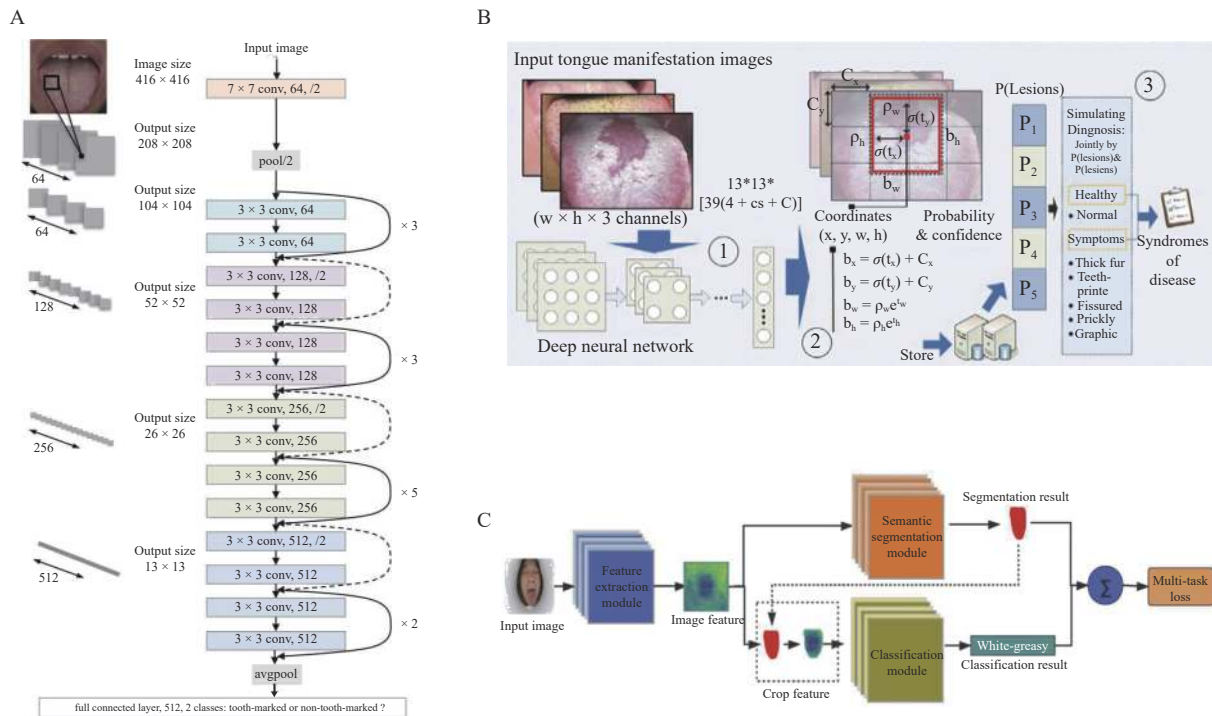 A
Input image
Image size
416 × 416
7 × 7 conv, 64, /2
Output size
208 × 208
64
pool/2
Output size
104 × 104
3 × 3 conv, 64
3 × 3 conv, 64
× 3
64
Output size
52 × 52
3 × 3 conv, 128, /2
3 × 3 conv, 128
128
3 × 3 conv, 128
3 × 3 conv, 128
× 3
Output size
26 × 26
3 × 3 conv, 256, /2
3 × 3 conv, 256
256
3 × 3 conv, 256
3 × 3 conv, 256
× 5
Output size
13 × 13
3 × 3 conv, 512, /2
3 × 3 conv, 512
512
3 × 3 conv, 512
3 × 3 conv, 512
× 2
avgpool
full connected layer, 512, 2 classes: tooth-marked or non-tooth-marked ?
B
Input tongue manifestation images
(w × h × 3 channels)
1
Deep neural network
13*13*
[39(4 + cs + C)]
2
C_x
C_y
ρ_w
σ(t_y)
ρ_h
b_h
σ(t_x)
b_w
Coordinates
(x, y, w, h)
Probability
& confidence
b_x = σ(t_x) + C_x
b_y = σ(t_y) + C_y
b_w = ρ_w e^{t_w}
b_h = ρ_h e^{t_h}
Store
P(Lesions)
P_1
P_2
P_3
P_4
P_5
3
Simulating
Dignosis:
Jointly by
P(lesions)&
P(lesiens)
Healthy
• Normal
Symptoms
• Thick fur
• Teeth-
printe
• Fissured
• Prickly
• Graphic
Syndromes
of
disease
C
Input image
Feature
extraction
module
Image feature
Semantic
segmentation
module
Segmentation result
Crop feature
Classification
module
White-greasy
Classification result
Σ
Multi-task
loss